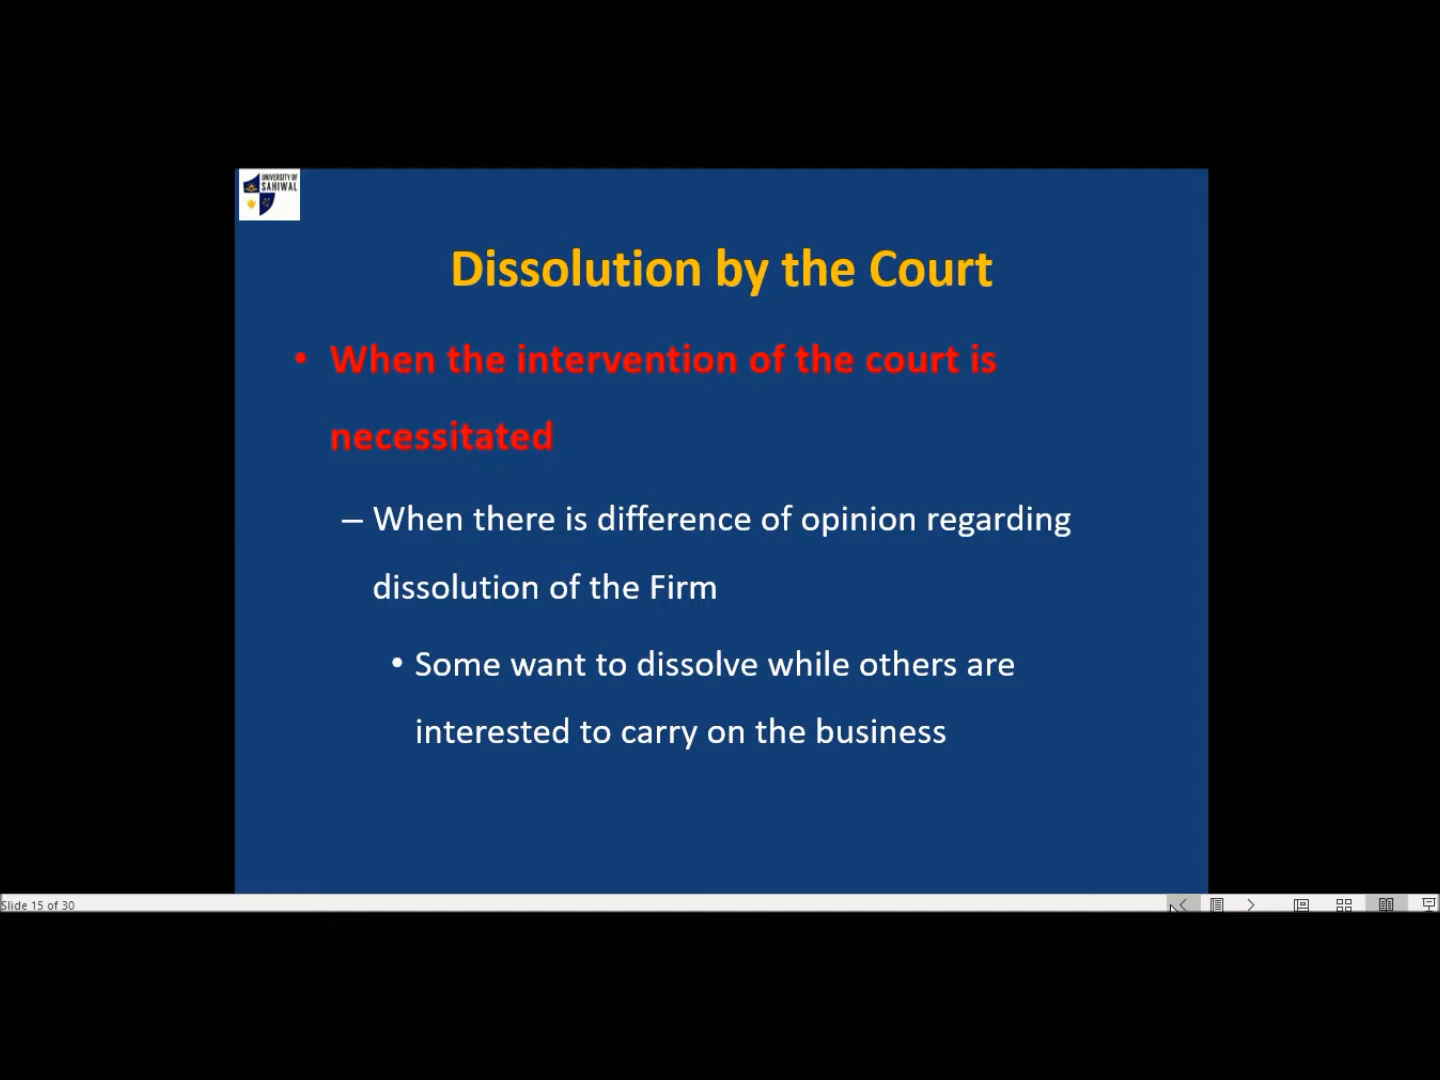 UNIVERSITY OF
SAHIWAL
Dissolution by the Court
• When the intervention of the court is
necessitated
– When there is difference of opinion regarding
dissolution of the Firm
• Some want to dissolve while others are
interested to carry on the business
Slide 15 of 30